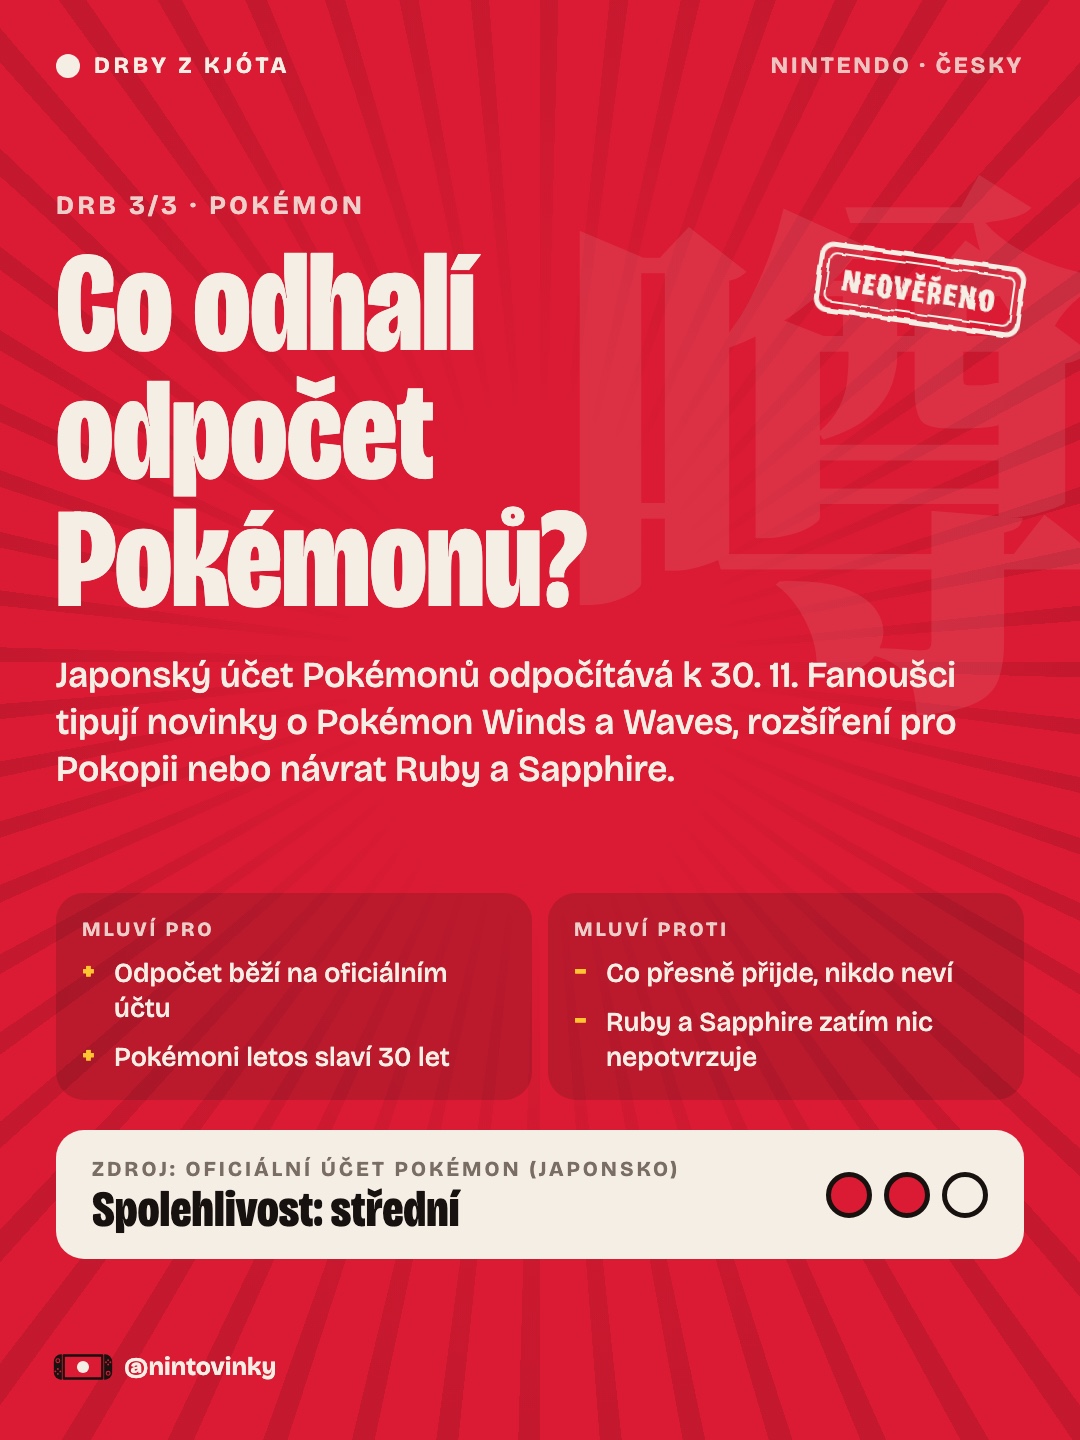 DRBY Z KJÓTA
NINTENDO · ČESKY
DRB 3/3 · POKÉMON
噂
NEOVĚŘENO
Co odhalí
odpočet
Pokémonů?
Japonský účet Pokémonů odpočítává k 30. 11. Fanoušci
tipují novinky o Pokémon Winds a Waves, rozšíření pro
Pokopii nebo návrat Ruby a Sapphire.
MLUVÍ PRO
+ Odpočet běží na oficiálním
účtu
+ Pokémoni letos slaví 30 let
MLUVÍ PROTI
- Co přesně přijde, nikdo neví
- Ruby a Sapphire zatím nic
nepotvrzuje
ZDROJ: OFICIÁLNÍ ÚČET POKÉMON (JAPONSKO)
Spolehlivost: střední
@nintovinky